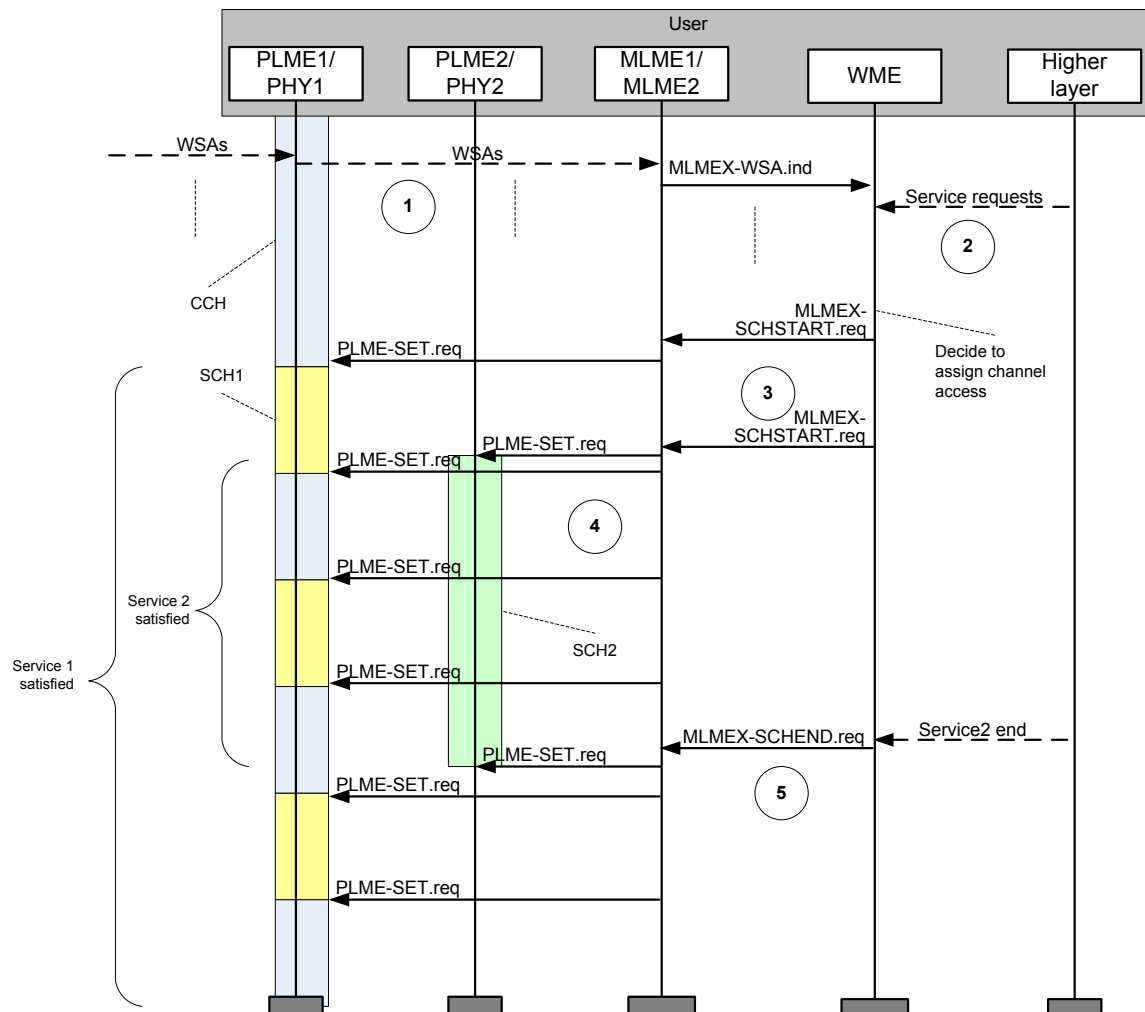 User
PLME1/
PHY1
PLME2/
PHY2
MLME1/
MLME2
WME
Higher
layer
WSAs
WSAs
MLMEX-WSA.ind
Service requests
1
2
CCH
MLMEX-
SCHSTART.req
PLME-SET.req
Decide to
assign channel
access
SCH1
3
MLMEX-
SCHSTART.req
PLME-SET.req
PLME-SET.req
4
PLME-SET.req
Service 2
satisfied
SCH2
Service 1
satisfied
PLME-SET.req
Service2 end
MLMEX-SCHEND.req
PLME-SET.req
PLME-SET.req
5
PLME-SET.req